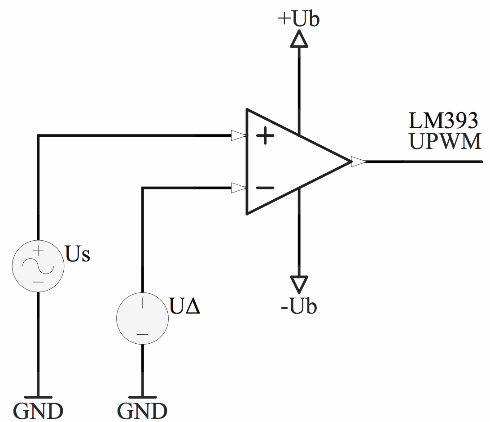 +Ub
LM393
UPWM
+
−
+
−
Us
UΔ
−
-Ub
GND
GND